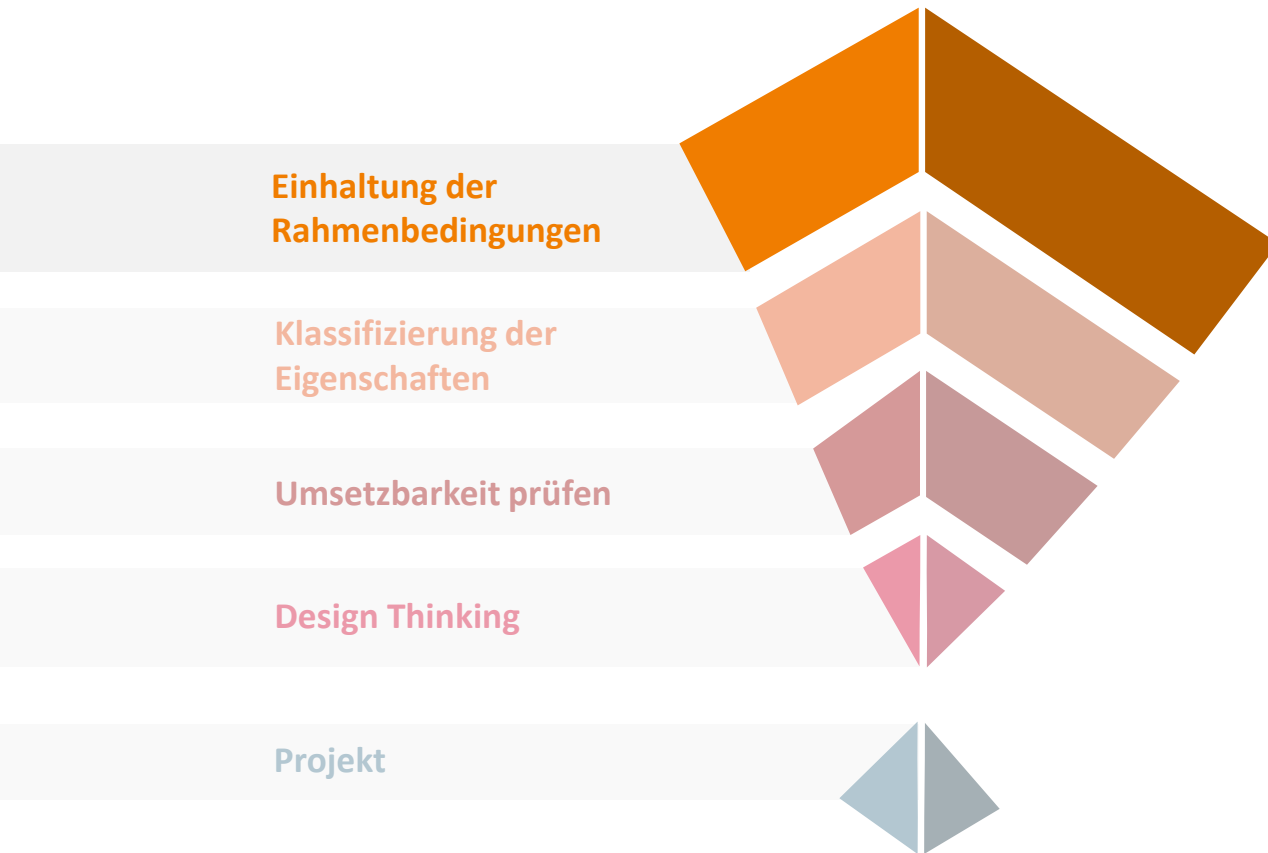 Einhaltung der
Rahmenbedingungen
Klassifizierung der
Eigenschaften
Umsetzbarkeit prüfen
Design Thinking
Projekt